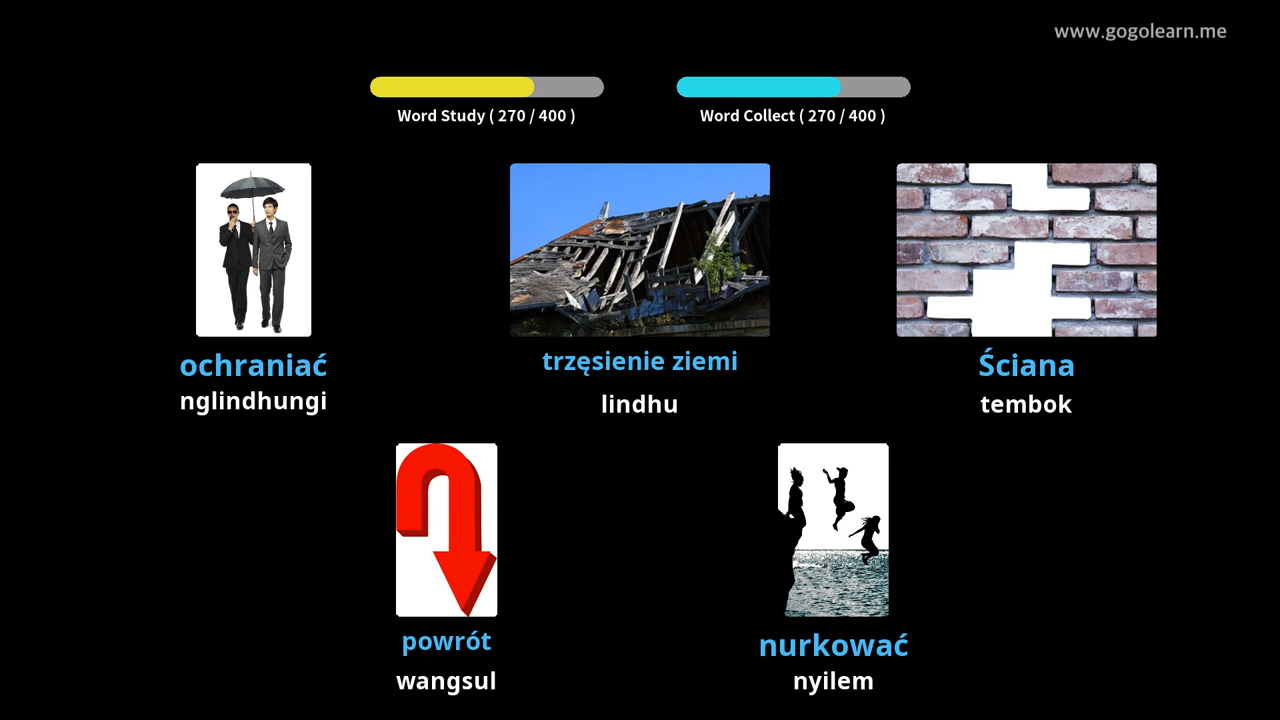 www.gogolearn.me
Word Study ( 270 / 400 )
Word Collect ( 270 / 400 )
ochraniać
nglindhungi
trzęsienie ziemi
lindhu
Ściana
tembok
powrót
wangsul
nurkować
nyilem